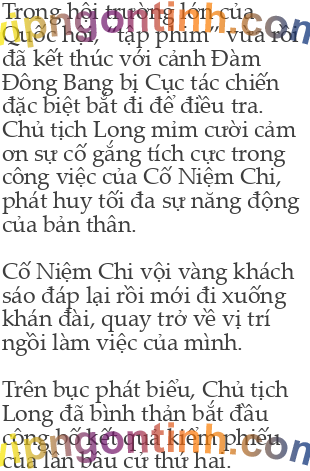 Trong hội trường lớn của
Quốc hội, "tập phim" vừa rồi
đã kết thúc với cảnh Đàm
Đông Bang bị Cục tác chiến
đặc biệt bắt đi để điều tra.
Chủ tịch Long mỉm cười cảm
ơn sự cố gắng tích cực trong
công việc của Cố Niệm Chi,
phát huy tối đa sự năng động
của bản thân.
Cố Niệm Chi vội vàng khách
sáo đáp lại rồi mới đi xuống
khán đài, quay trở về vị trí
ngồi làm việc của mình.
Trên bục phát biểu, Chủ tịch
Long đã bình thản bắt đầu
công bố kết quả kiểm phiếu
của lần bầu cử thứ hai.